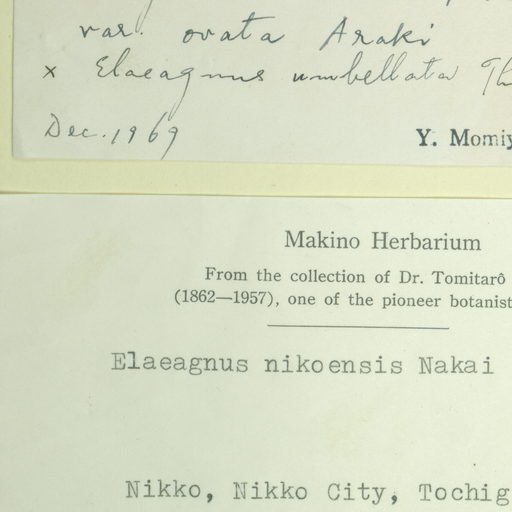 var. ovata Araki
× Elaeagnus umbellata Th
Dec. 1969
Y. Momiy
Makino Herbarium
From the collection of Dr. Tomitarô
(1862—1957), one of the pioneer botanist
Elaeagnus nikoensis Nakai
Nikko, Nikko City, Tochig